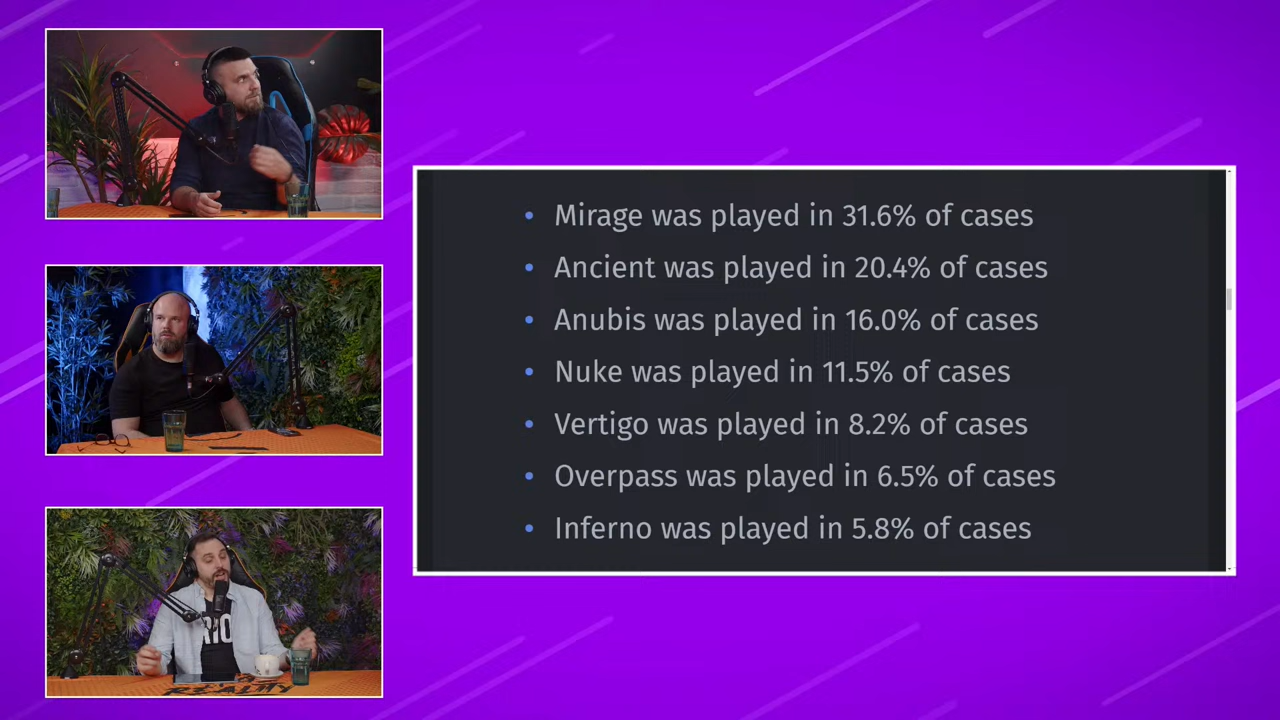 Mirage was played in 31.6% of cases
Ancient was played in 20.4% of cases
Anubis was played in 16.0% of cases
Nuke was played in 11.5% of cases
Vertigo was played in 8.2% of cases
Overpass was played in 6.5% of cases
Inferno was played in 5.8% of cases